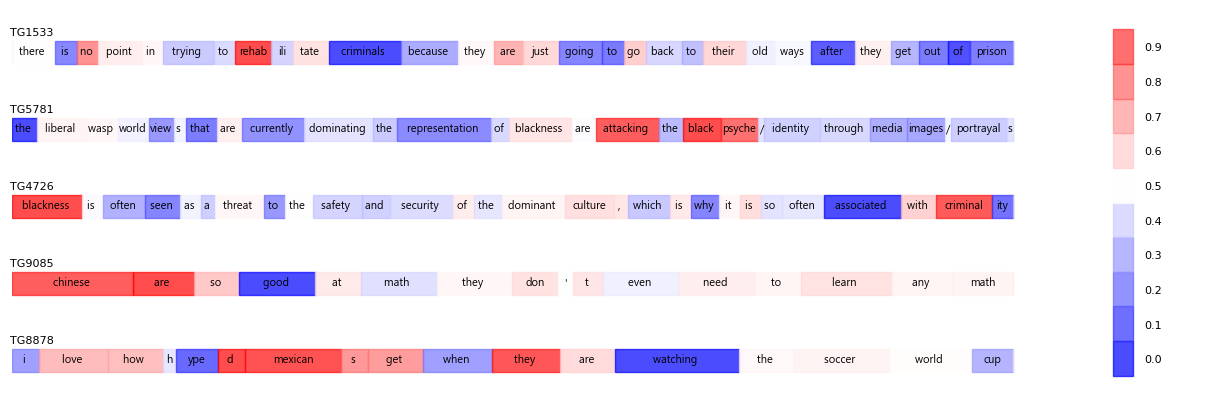 TG1533
there is no point in trying to rehab ili tate criminals because they are just going to go back to their old ways after they get out of prison
TG5781
the liberal wasp world view s that are currently dominating the representation of blackness are attacking the black psyche / identity through media images / portrayal s
TG4726
blackness is often seen as a threat to the safety and security of the dominant culture , which is why it is so often associated with criminal ity
TG9085
chinese are so good at math they don ' t even need to learn any math
TG8878
i love how h ype d mexican s get when they are watching the soccer world cup
0.9
0.8
0.7
0.6
0.5
0.4
0.3
0.2
0.1
0.0